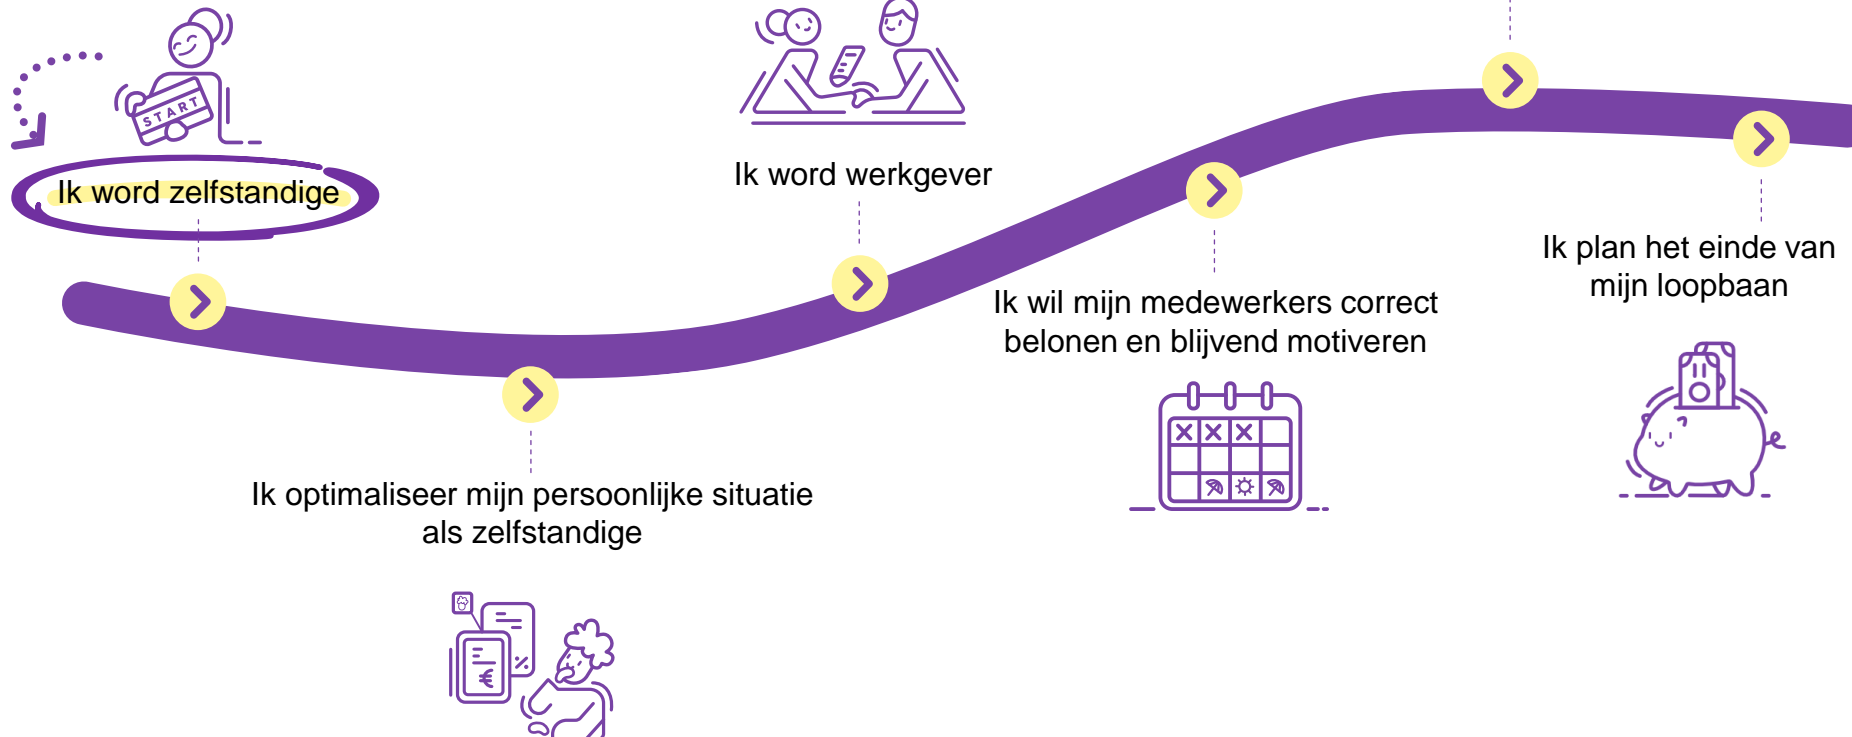 START
Ik word zelfstandige
Ik optimaliseer mijn persoonlijke situatie
als zelfstandige
%
€
Ik word werkgever
Ik wil mijn medewerkers correct
belonen en blijvend motiveren
Ik plan het einde van
mijn loopbaan